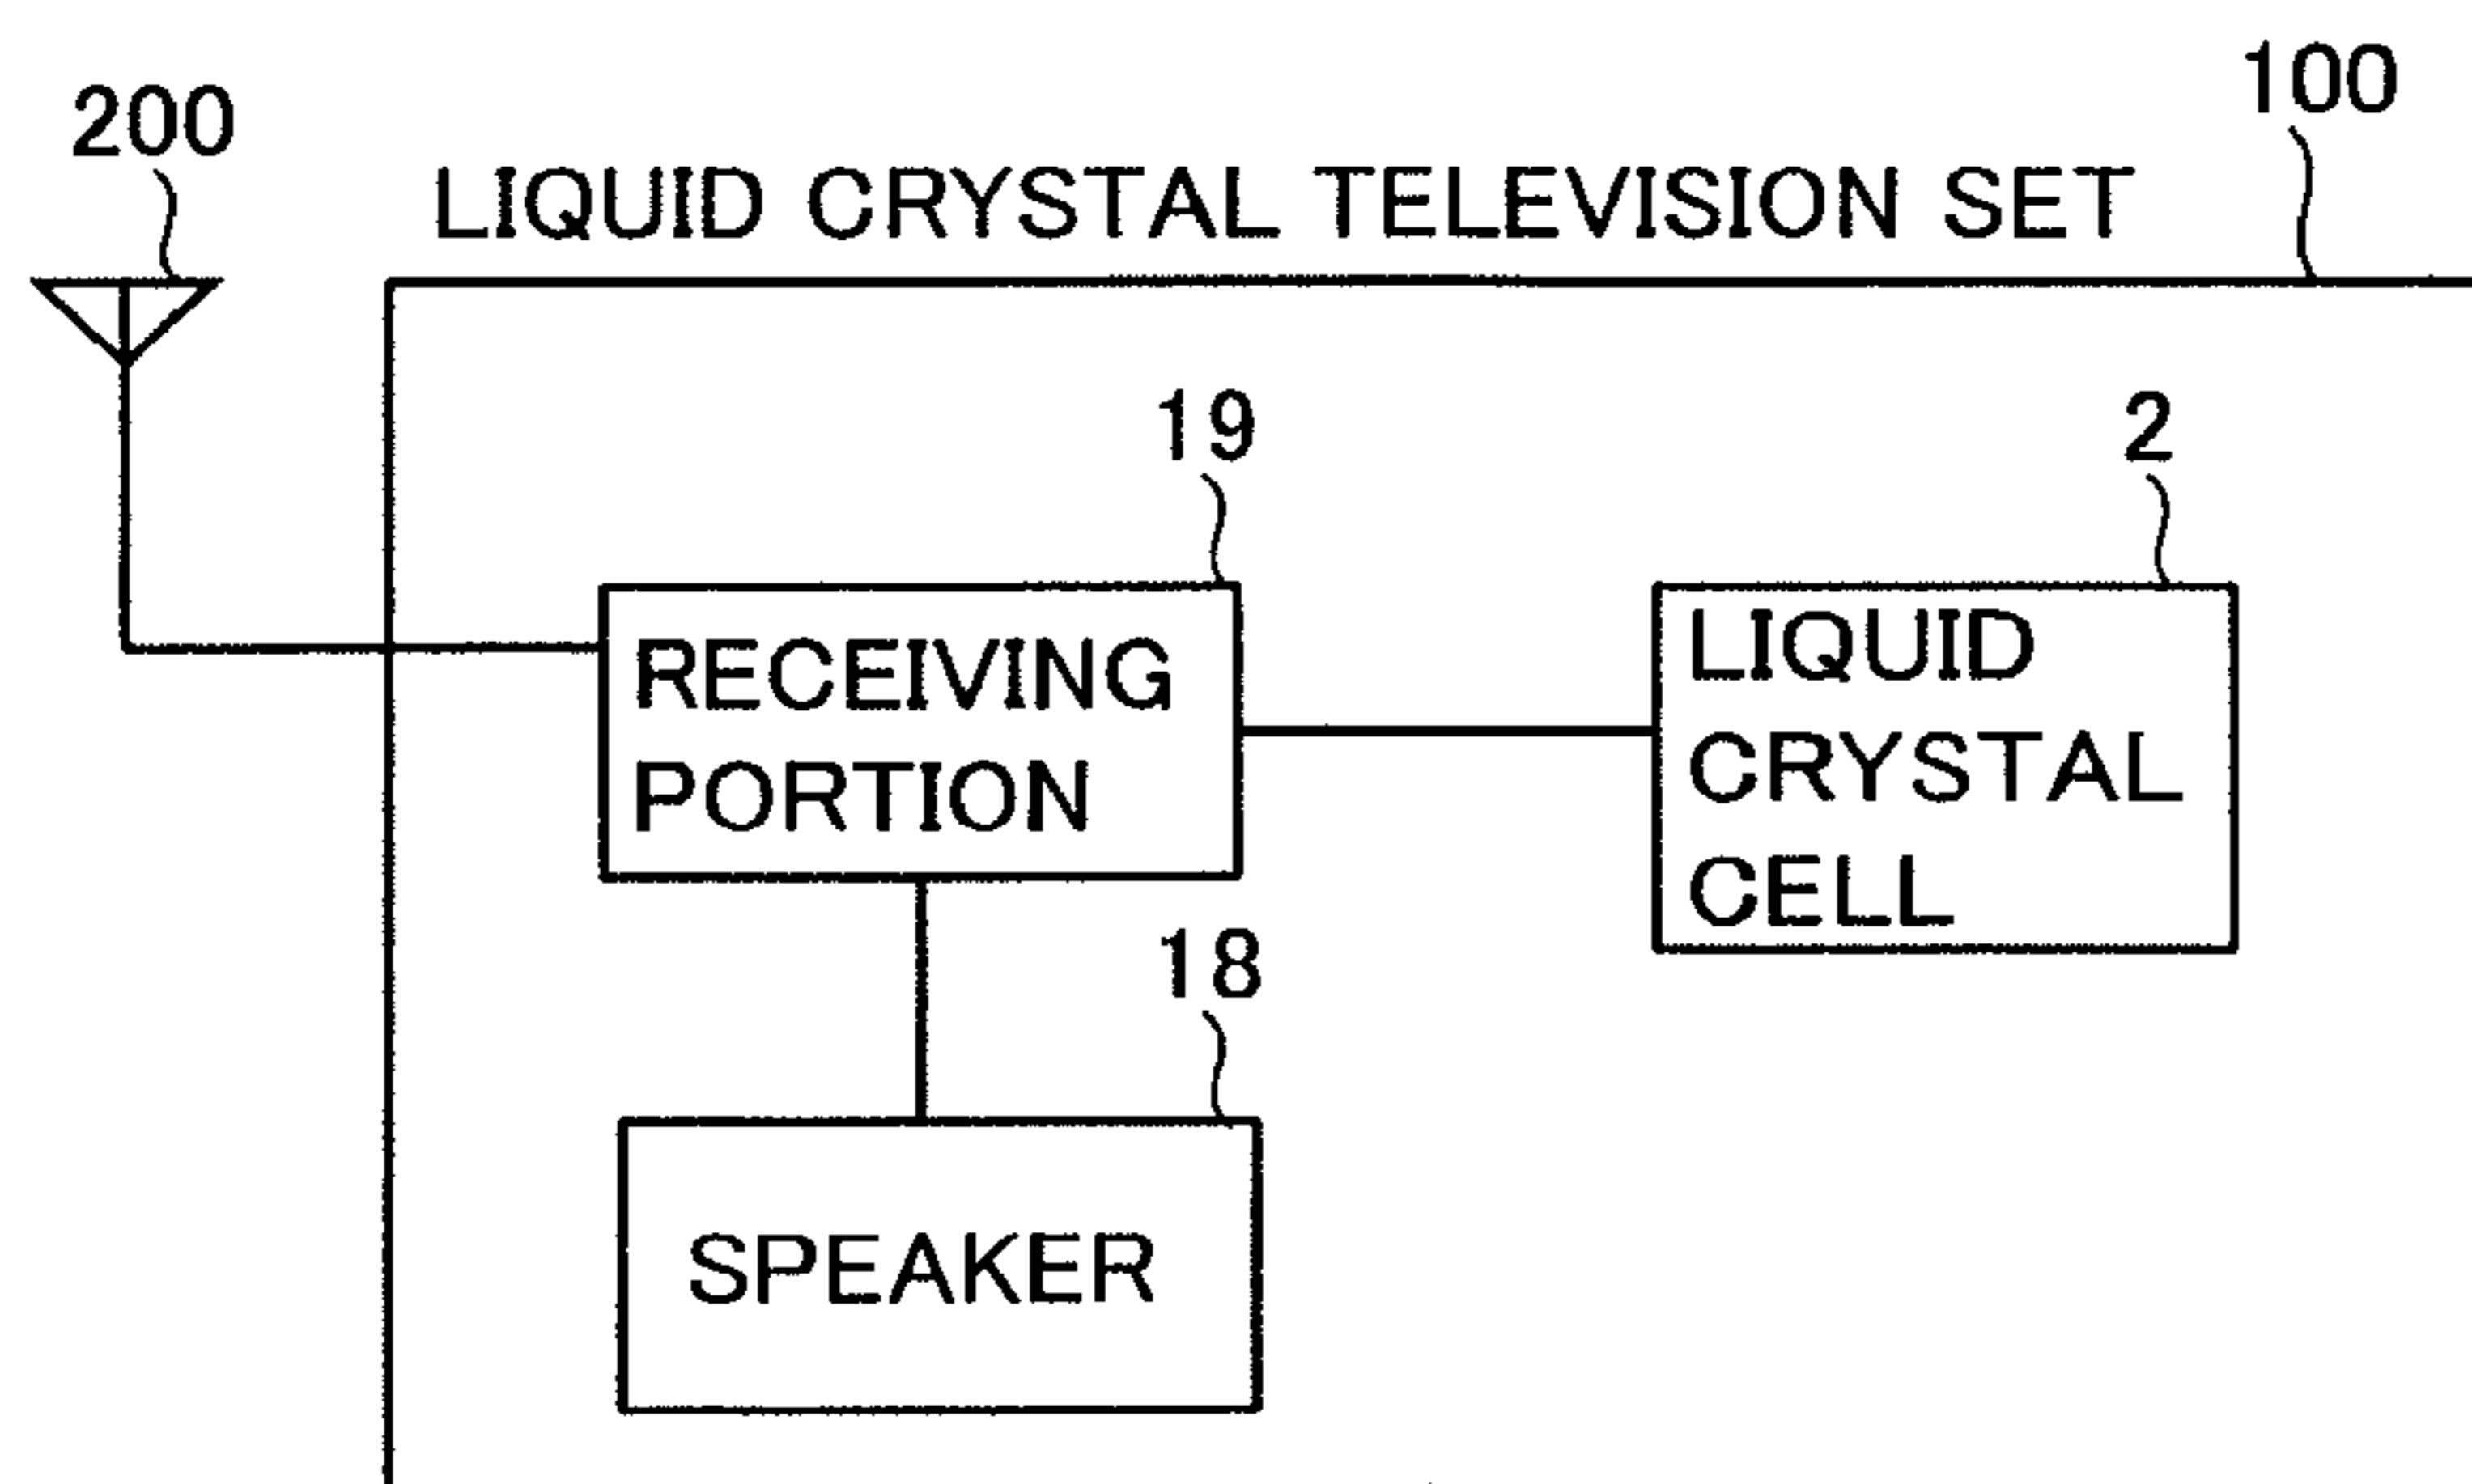 200
100
LIQUID CRYSTAL TELEVISION SET
19
2
RECEIVING
PORTION
LIQUID
CRYSTAL
CELL
18
SPEAKER